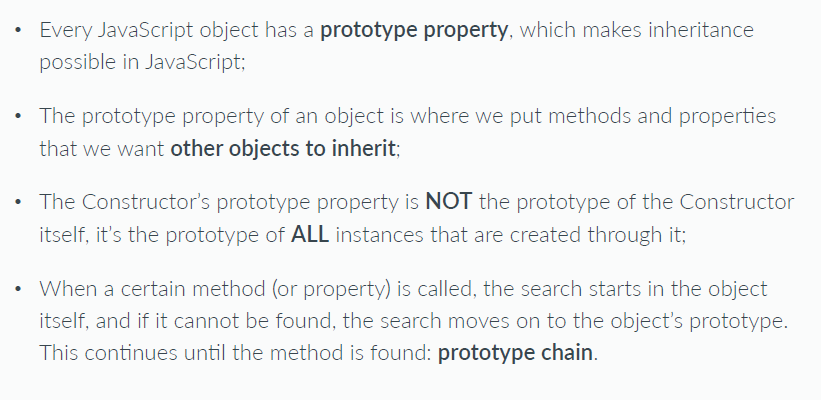 • Every JavaScript object has a prototype property, which makes inheritance
possible in JavaScript;
• The prototype property of an object is where we put methods and properties
that we want other objects to inherit;
• The Constructor’s prototype property is NOT the prototype of the Constructor
itself, it’s the prototype of ALL instances that are created through it;
• When a certain method (or property) is called, the search starts in the object
itself, and if it cannot be found, the search moves on to the object’s prototype.
This continues until the method is found: prototype chain.